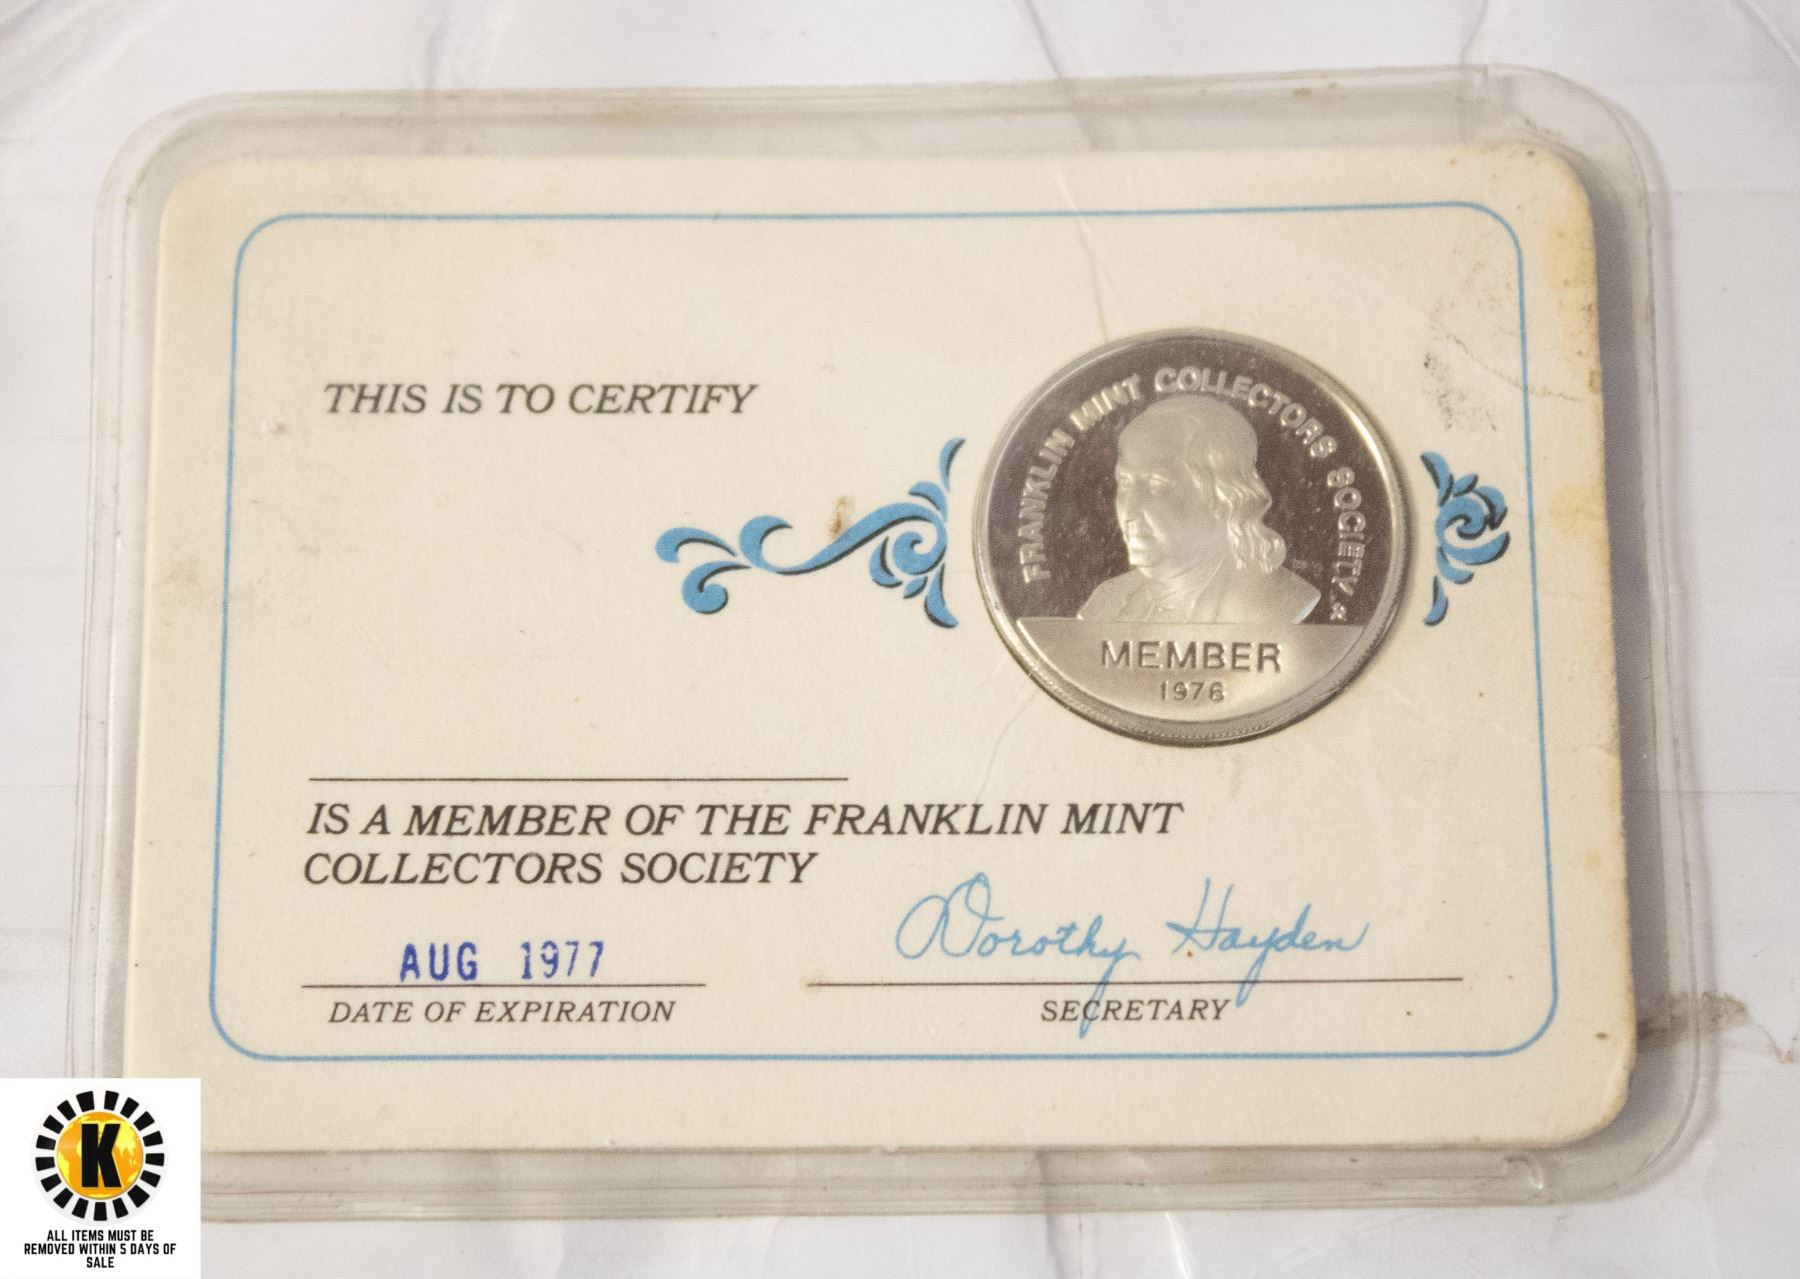 THIS IS TO CERTIFY
FRANKLIN MINT COLLECTORS SOCIETY
MEMBER
1976
IS A MEMBER OF THE FRANKLIN MINT
COLLECTORS SOCIETY
AUG 1977
Dorothy Hayden
DATE OF EXPIRATION
SECRETARY
K
ALL ITEMS MUST BE
REMOVED WITHIN 5 DAYS OF
SALE